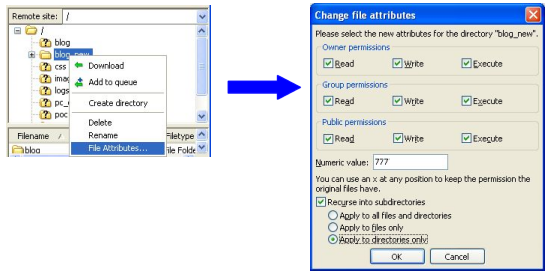 Remote site: /
/
blog
blog_new
css
Download
Add to queue
Create directory
Delete
Rename
File Attributes...
imag
logs
pc_
poc
Filename / Filetype
blog File Folde
Change file attributes
Please select the new attributes for the directory "blog_new".
Owner permissions
Read Write Execute
Group permissions
Read Write Execute
Public permissions
Read Write Execute
Numeric value: 777
You can use an x at any position to keep the permission the
original files have.
Recurse into subdirectories
Apply to all files and directories
Apply to files only
Apply to directories only
OK Cancel